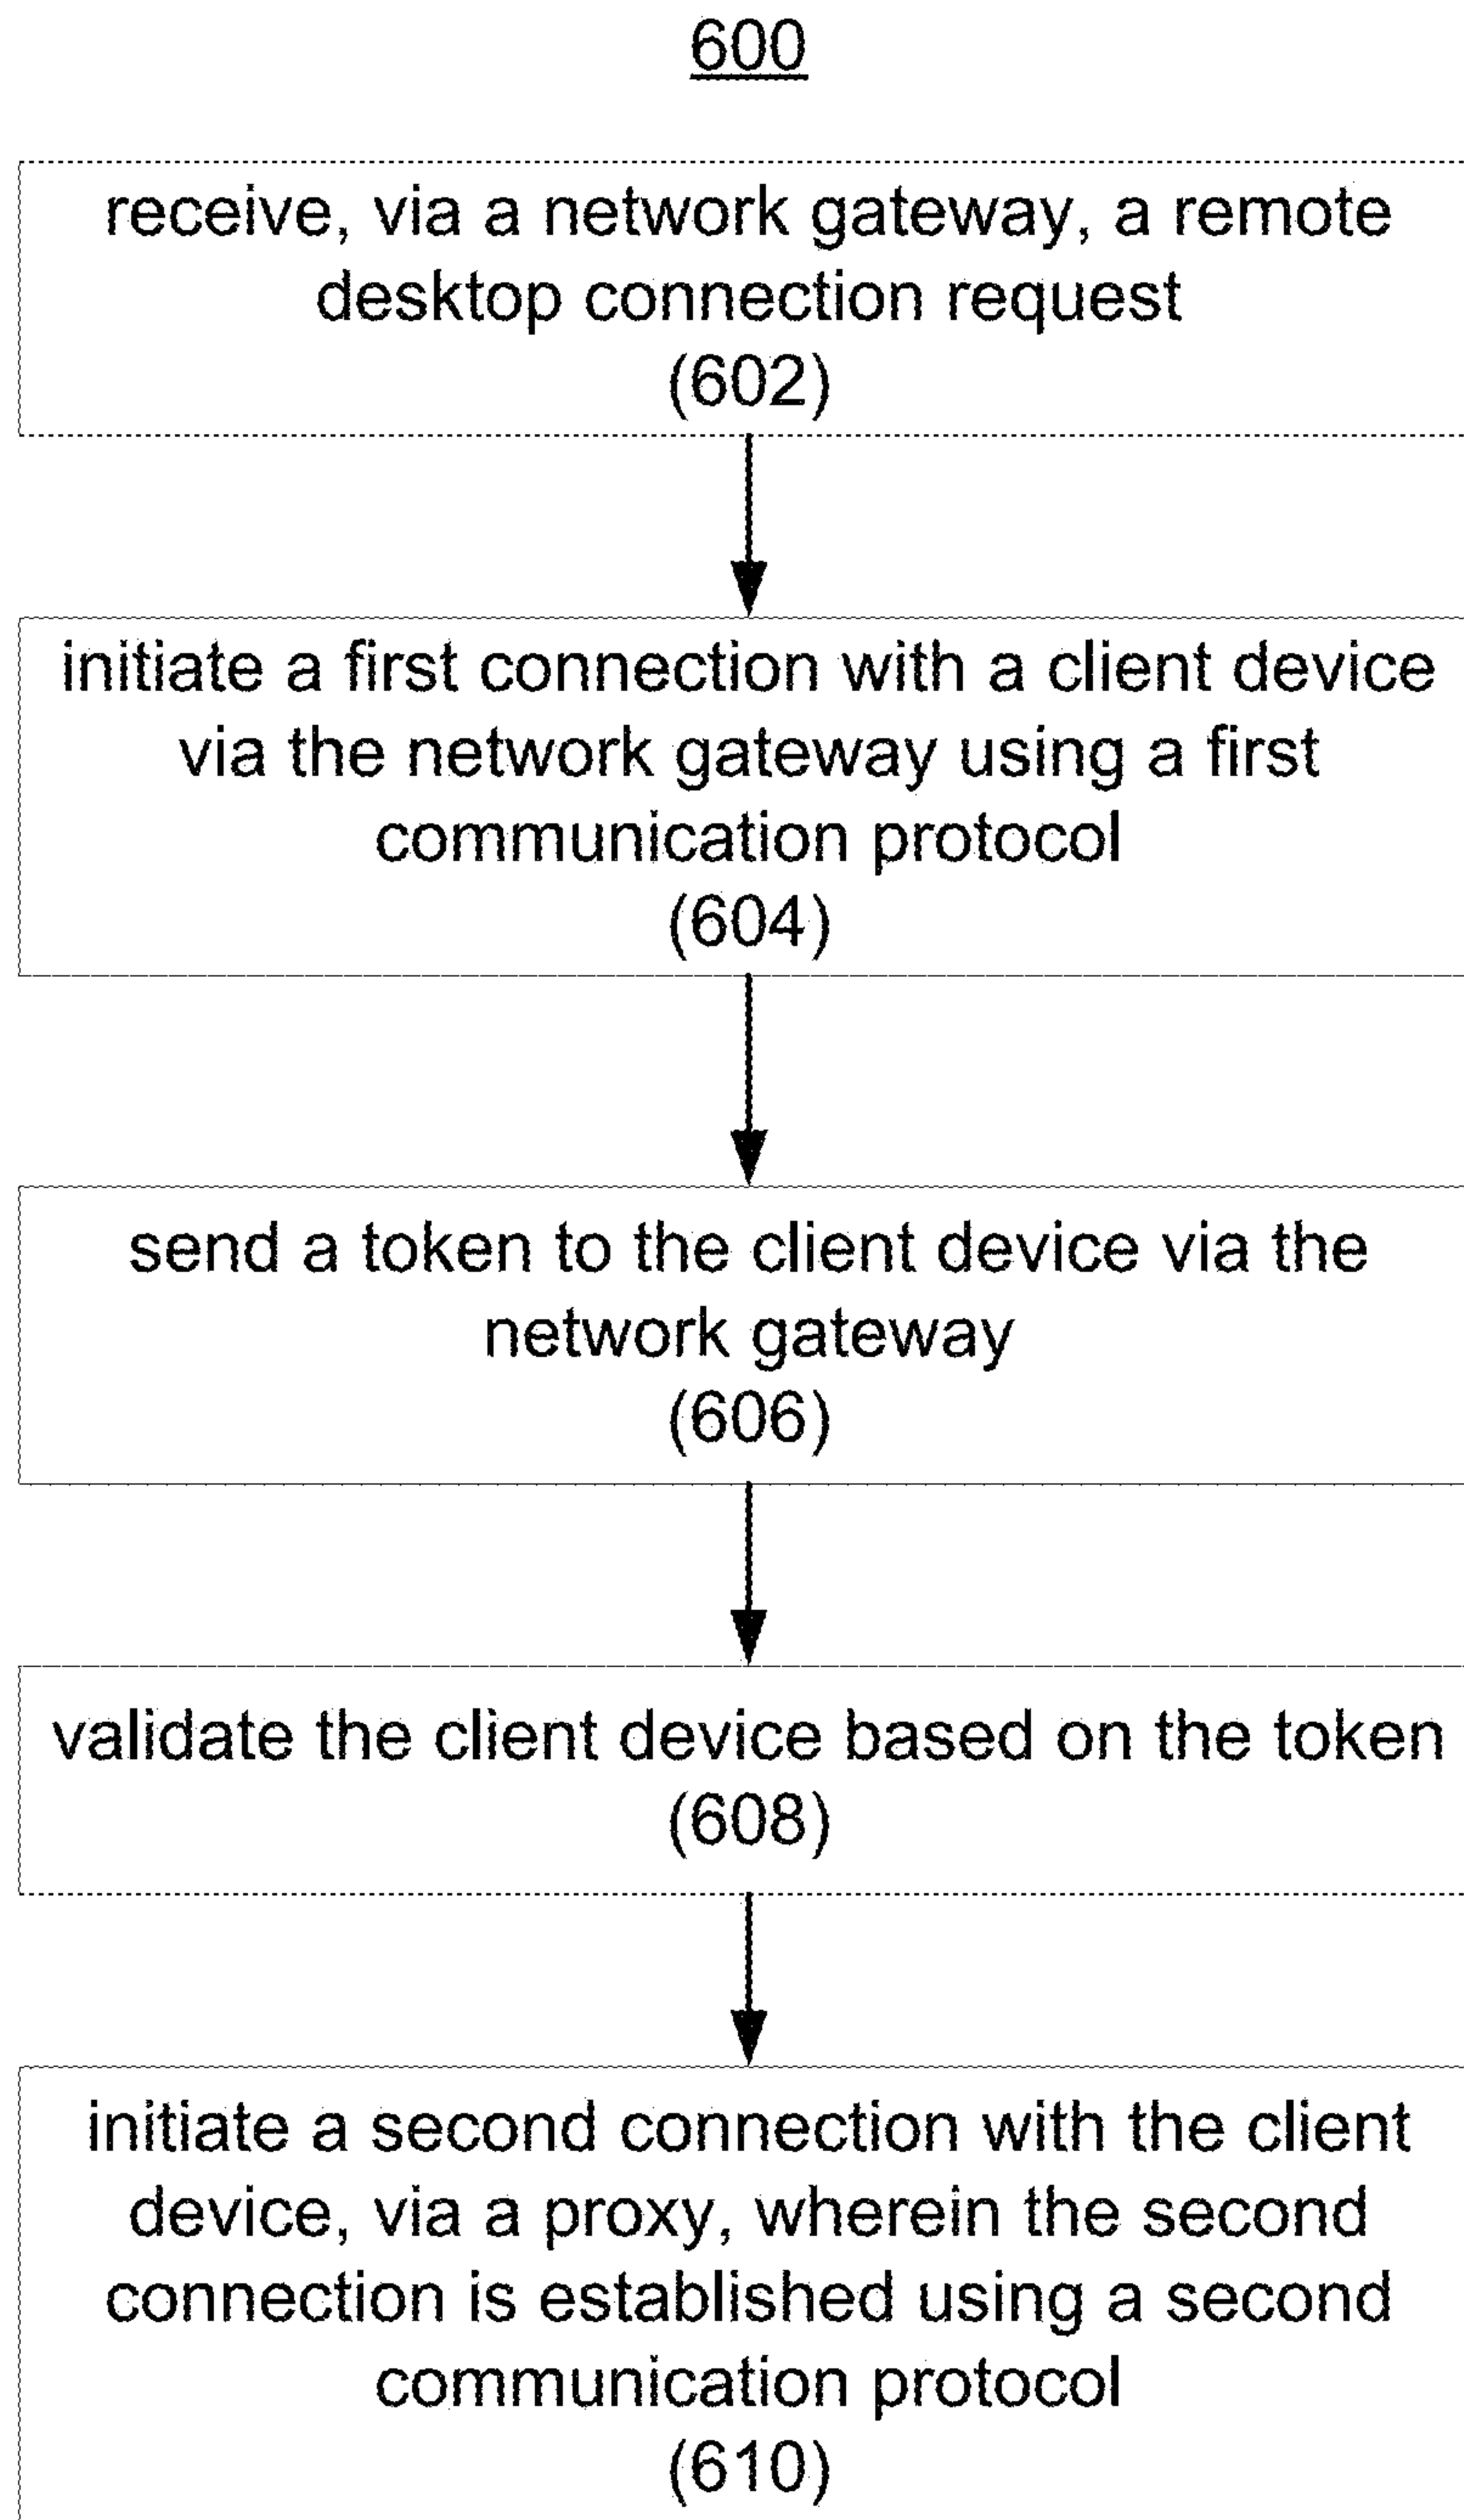 600
receive, via a network gateway, a remote
desktop connection request
(602)
initiate a first connection with a client device
via the network gateway using a first
communication protocol
(604)
send a token to the client device via the
network gateway
(606)
validate the client device based on the token
(608)
initiate a second connection with the client
device, via a proxy, wherein the second
connection is established using a second
communication protocol
(610)